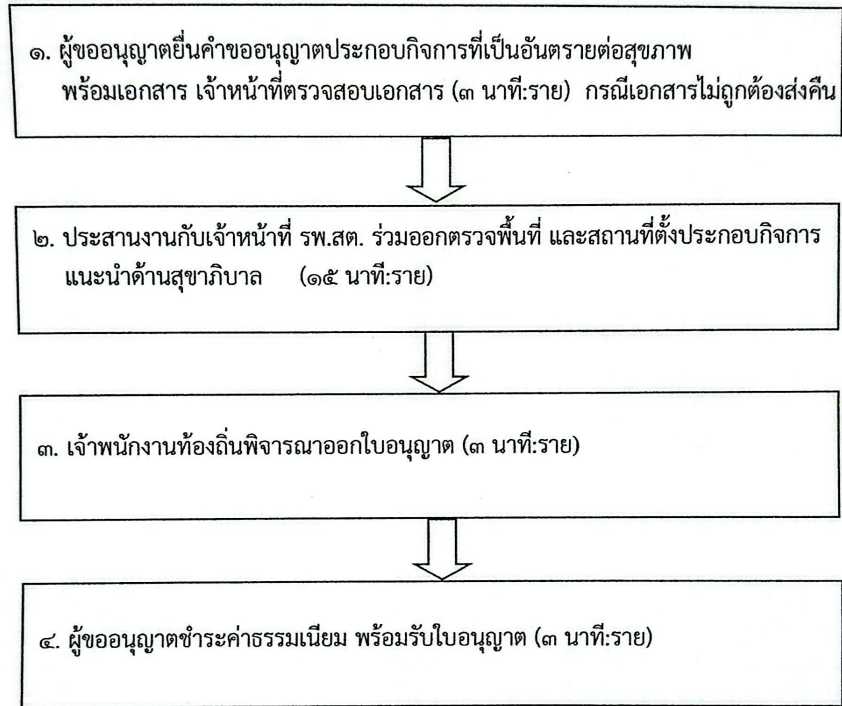 ๑. ผู้ขออนุญาตยื่นคำขออนุญาตประกอบกิจการที่เป็นอันตรายต่อสุขภาพ
พร้อมเอกสาร เจ้าหน้าที่ตรวจสอบเอกสาร (๓ นาที:ราย) กรณีเอกสารไม่ถูกต้องส่งคืน
๒. ประสานงานกับเจ้าหน้าที่ รพ.สต. ร่วมออกตรวจพื้นที่ และสถานที่ตั้งประกอบกิจการ
แนะนำด้านสุขาภิบาล (๑๕ นาที:ราย)
๓. เจ้าพนักงานท้องถิ่นพิจารณาออกใบอนุญาต (๓ นาที:ราย)
๔. ผู้ขออนุญาตชำระค่าธรรมเนียม พร้อมรับใบอนุญาต (๓ นาที:ราย)